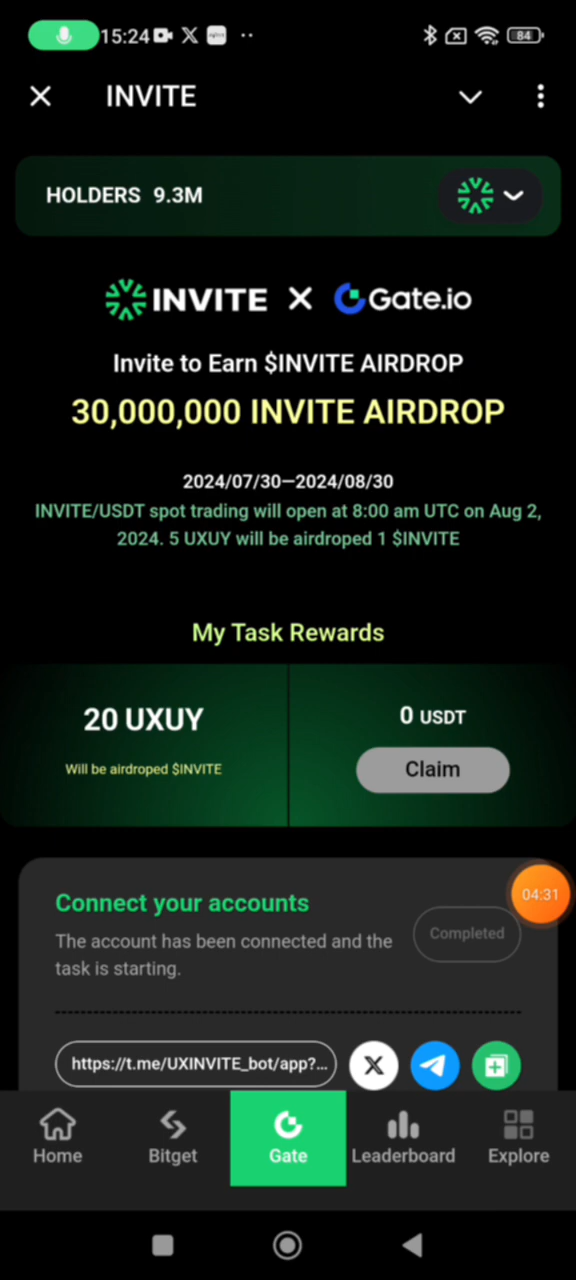 15:24
84
INVITE
HOLDERS 9.3M
INVITE X Gate.io
Invite to Earn $INVITE AIRDROP
30,000,000 INVITE AIRDROP
2024/07/30—2024/08/30
INVITE/USDT spot trading will open at 8:00 am UTC on Aug 2,
2024. 5 UXUY will be airdroped 1 $INVITE
My Task Rewards
20 UXUY
0 USDT
Will be airdroped $INVITE
Claim
04:31
Connect your accounts
Completed
The account has been connected and the
task is starting.
https://t.me/UXINVITE_bot/app?...
Home
Bitget
Gate
Leaderboard
Explore